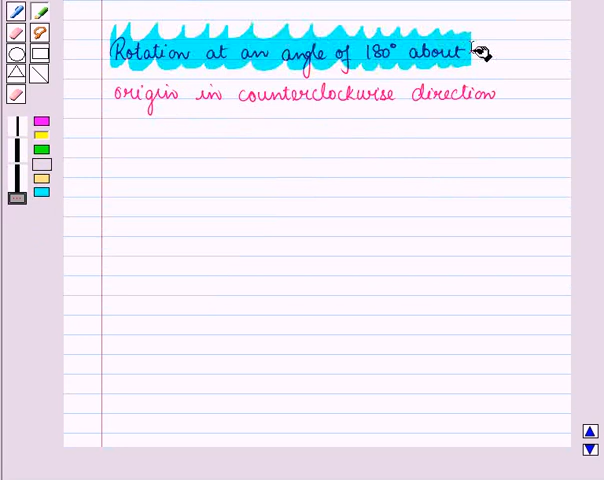 Rotation at an angle of 180° about
origin in counterclockwise direction